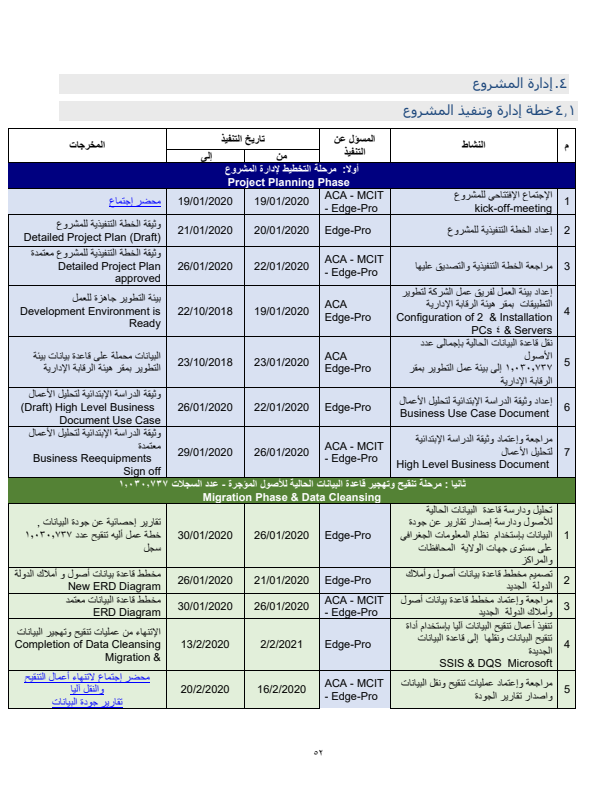 ٤. إدارة المشروع
٤,١ خطة إدارة وتنفيذ المشروع
م
النشاط
المسؤل عن
التنفيذ
تاريخ التنفيذ
من
إلى
المخرجات
أولا: مرحلة التخطيط لإدارة المشروع
Project Planning Phase
1
الإجتماع الإفتتاحي للمشروع
kick-off-meeting
ACA - MCIT
- Edge-Pro
19/01/2020
19/01/2020
محضر إجتماع
2
إعداد الخطة التنفيذية للمشروع
Edge-Pro
20/01/2020
21/01/2020
وثيقة الخطة التنفيذية للمشروع
Detailed Project Plan (Draft)
3
مراجعة الخطة التنفيذية والتصديق عليها
ACA - MCIT
- Edge-Pro
22/01/2020
26/01/2020
وثيقة الخطة التنفيذية للمشروع معتمدة
Detailed Project Plan
approved
4
إعداد بيئة العمل لفريق عمل الشركة لتطوير
التطبيقات بمقر هيئة الرقابة الإدارية
Configuration of 2 & Installation
PCs ٤ & Servers
ACA
Edge-Pro
19/01/2020
22/10/2018
بيئة التطوير جاهزة للعمل
Development Environment is
Ready
5
نقل قاعدة البيانات الحالية بإجمالى عدد
الأصول
١,٠٣٠,٧٣٧ إلى بيئة عمل التطوير بمقر
الرقابة الإدارية
ACA
Edge-Pro
23/01/2020
23/10/2018
البيانات محملة على قاعدة بيانات بيئة
التطوير بمقر هيئة الرقابة الإدارية
6
إعداد وثيقة الدراسة الإبتدائية لتحليل الأعمال
Business Use Case Document
Edge-Pro
22/01/2020
26/01/2020
وثيقة الدراسة الإبتدائية لتحليل الأعمال
(Draft) High Level Business
Document Use Case
7
مراجعة وإعتماد وثيقة الدراسة الإبتدائية
لتحليل الأعمال
High Level Business Document
ACA - MCIT
- Edge-Pro
26/01/2020
29/01/2020
وثيقة الدراسة الإبتدائية لتحليل الأعمال
معتمدة
Business Reequipments
Sign off
ثانيا : مرحلة تنقيح وتهجير قاعدة البيانات الحالية للأصول المؤجرة - عدد السجلات ١,٠٣٠,٧٣٧
Migration Phase & Data Cleansing
1
تحليل ودارسة قاعدة البيانات الحالية
للأصول ودارسة إصدار تقارير عن جودة
البيانات بإستخدام نظام المعلومات الجغرافى
على مستوى جهات الولاية المحافظات
والمراكز
Edge-Pro
26/01/2020
30/01/2020
تقارير إحصائية عن جودة البيانات ,
خطة عمل أليه تنقيح عدد ١,٠٣٠,٧٣٧
سجل
2
تصميم مخطط قاعدة بيانات أصول وأملاك
الدولة الجديد
Edge-Pro
21/01/2020
26/01/2020
مخطط قاعدة بيانات أصول و أملاك الدولة
New ERD Diagram
3
مراجعة وإعتماد مخطط قاعدة بيانات أصول
وأملاك الدولة الجديد
ACA - MCIT
- Edge-Pro
26/01/2020
30/01/2020
مخطط قاعدة البيانات معتمد
ERD Diagram
4
تنفيذ أعمال تنقيح البيانات أليا بإستخدام أداة
تنقيح البيانات ونقلها إلى قاعدة البيانات
الجديدة
SSIS & DQS Microsoft
Edge-Pro
2/2/2021
13/2/2020
الإنتهاء من عمليات تنقيح وتهجير البيانات
Completion of Data Cleansing
Migration &
5
مراجعة وإعتماد عمليات تنقيح ونقل البيانات
واصدار تقارير الجودة
ACA - MCIT
- Edge-Pro
16/2/2020
20/2/2020
محضر إجتماع لانتهاء أعمال التنقيح
والنقل أليا
تقارير جودة البيانات
٥٢